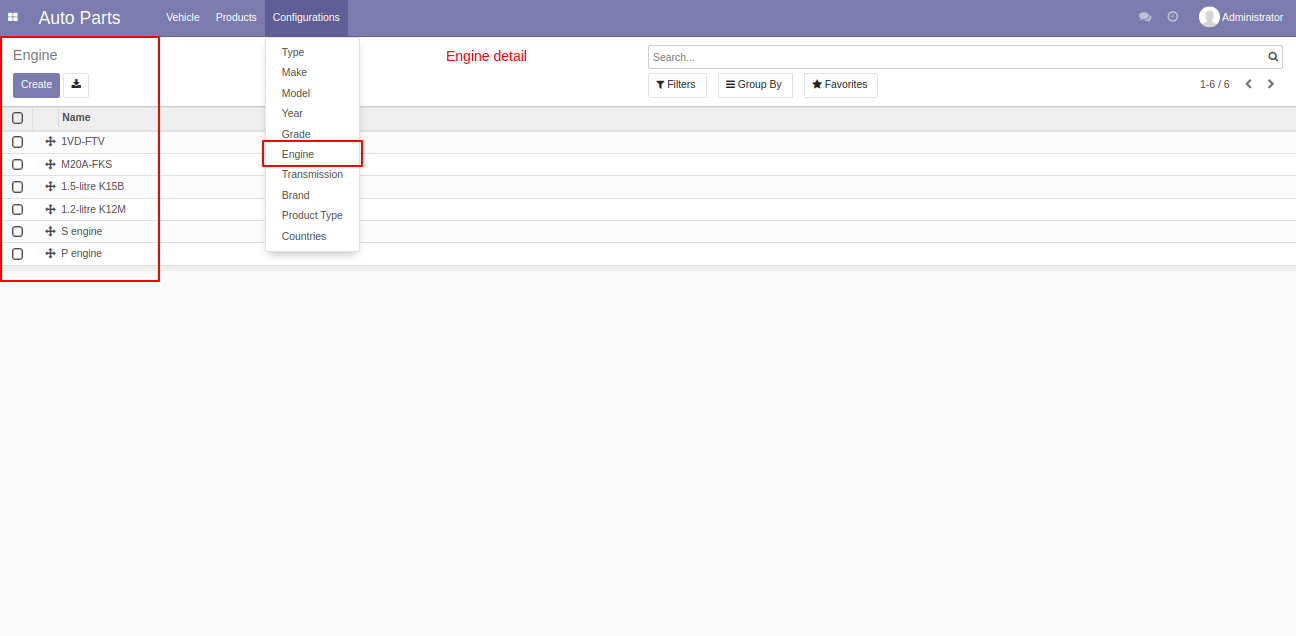 Auto Parts Vehicle Products Configurations Administrator
Engine
Engine detail
Search...
Create
Filters Group By Favorites 1-6 / 6
Type
Make
Model
Year
Grade
Engine
Transmission
Brand
Product Type
Countries
Name
1VD-FTV
M20A-FKS
1.5-litre K15B
1.2-litre K12M
S engine
P engine